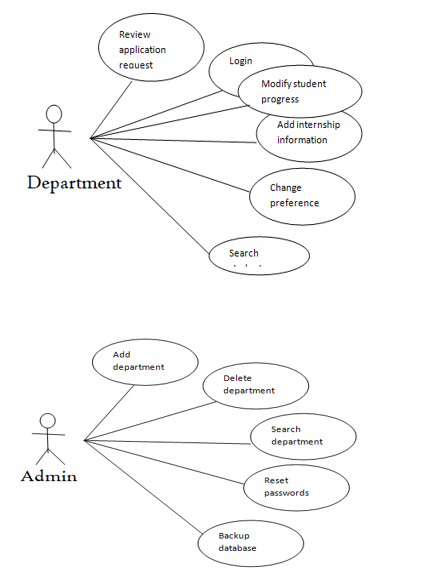 Review
application
request
Login
Modify student
progress
Add internship
information
Department
Change
preference
Search
Add
department
Delete
department
Search
department
Reset
passwords
Admin
Backup
database